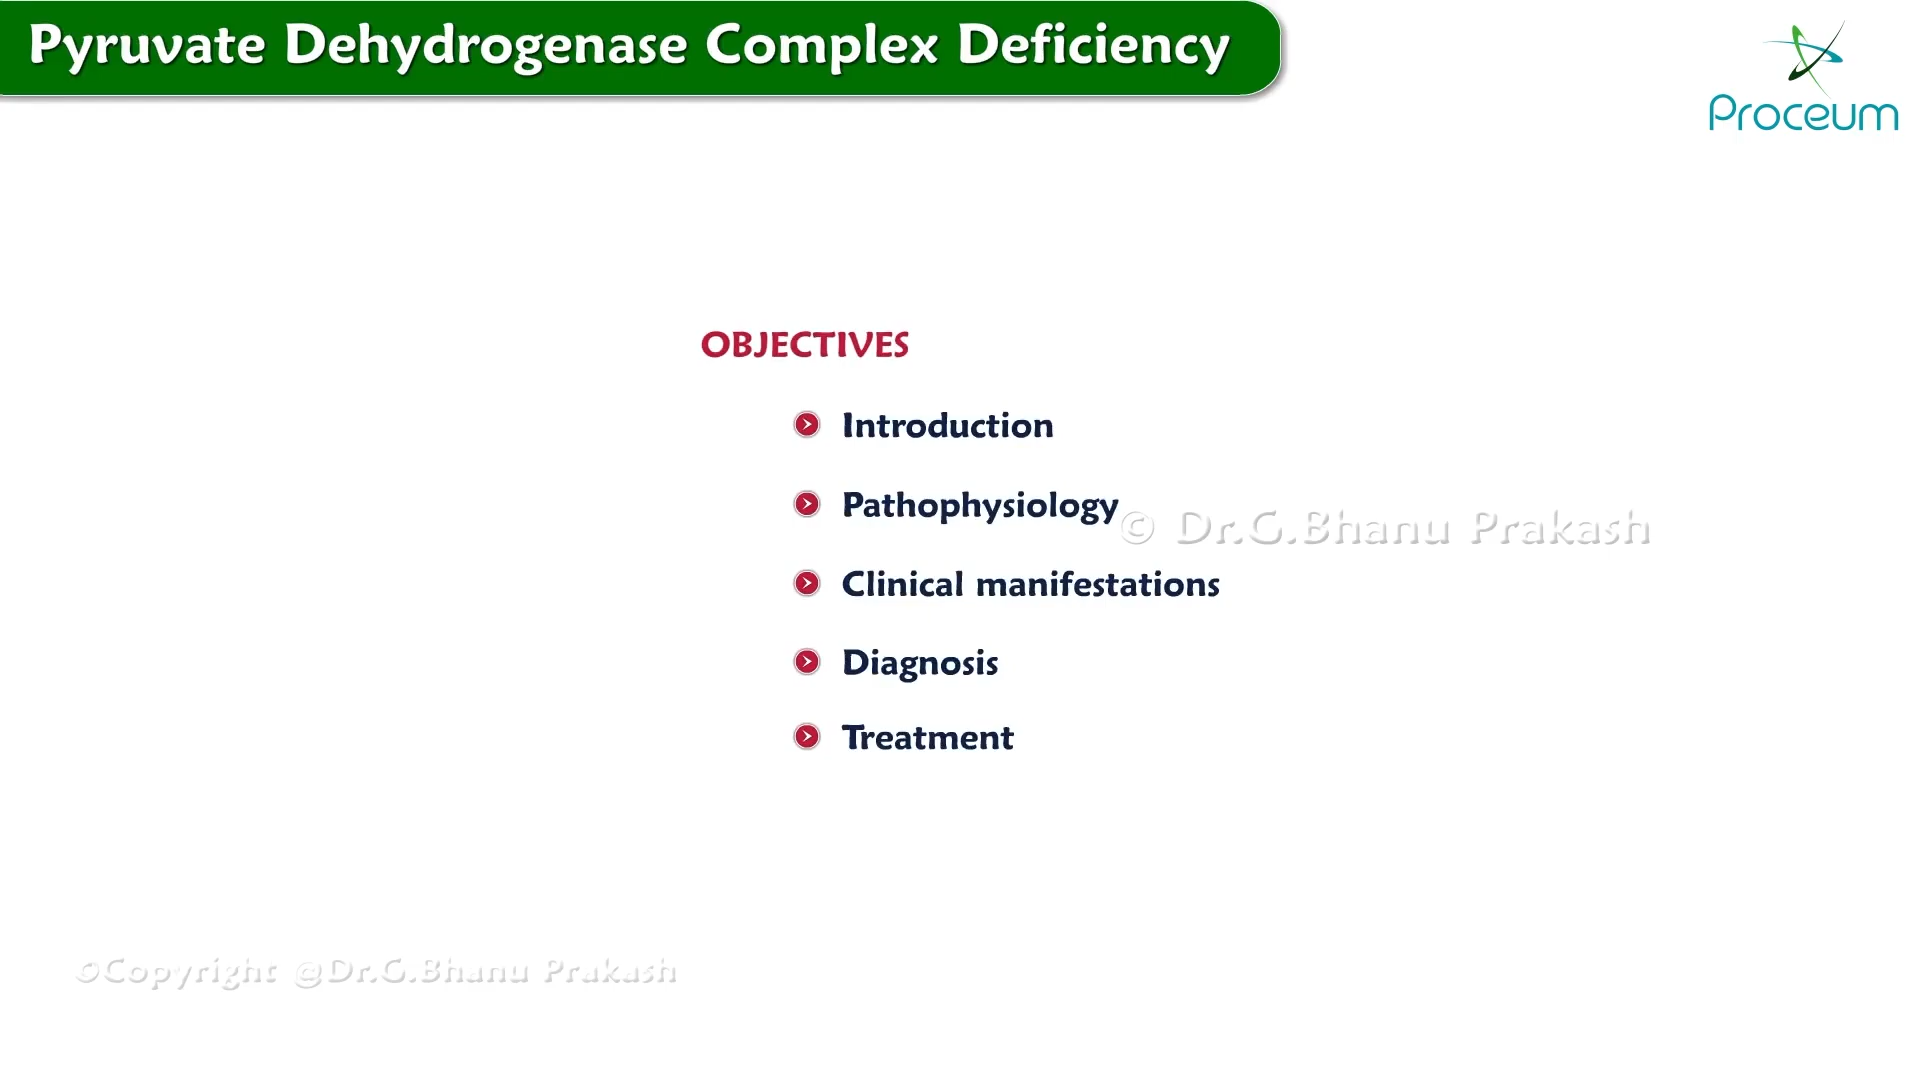 Pyruvate Dehydrogenase Complex Deficiency
Proceum
OBJECTIVES
Introduction
Pathophysiology
© Dr.G.Bhanu Prakash
Clinical manifestations
Diagnosis
Treatment
©Copyright @Dr.G.Bhanu Prakash